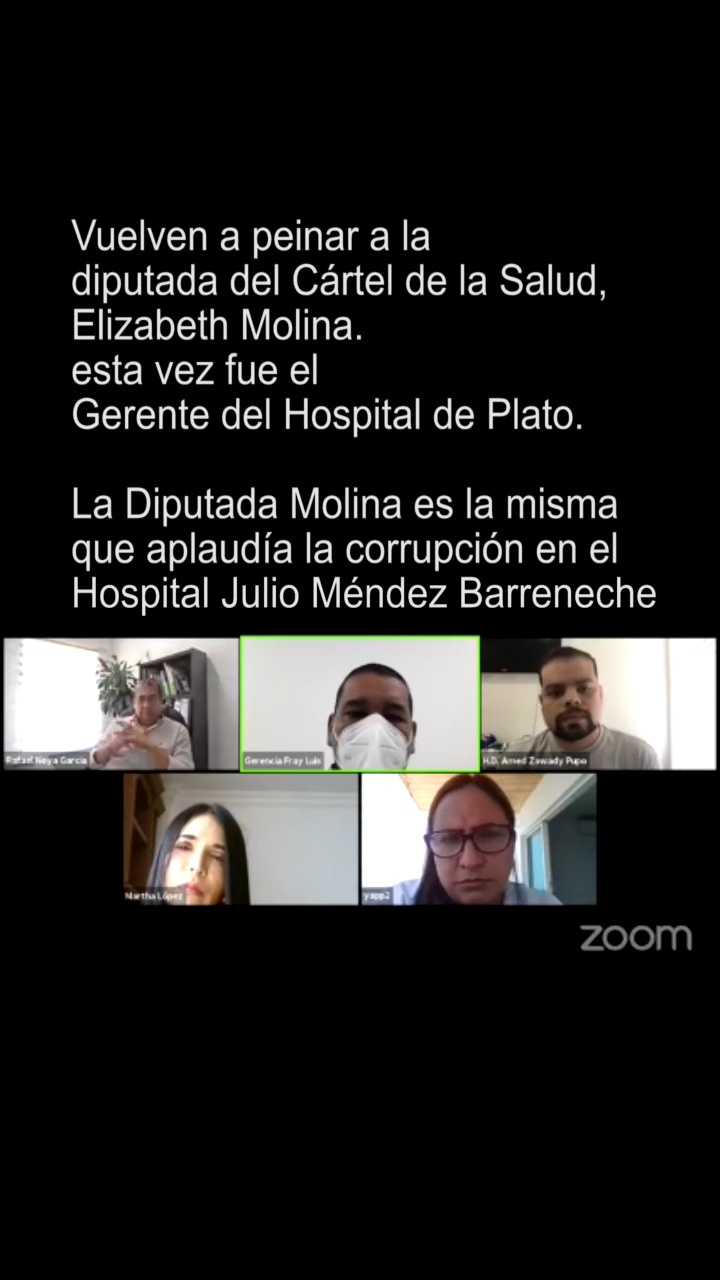 Vuelven a peinar a la
diputada del Cártel de la Salud,
Elizabeth Molina.
esta vez fue el
Gerente del Hospital de Plato.
La Diputada Molina es la misma
que aplaudía la corrupción en el
Hospital Julio Méndez Barreneche
Rafael Noya García
Gerencia Fray Luis
H.D. Amed Zawady Pupo
Martha López
yapp2
zoom